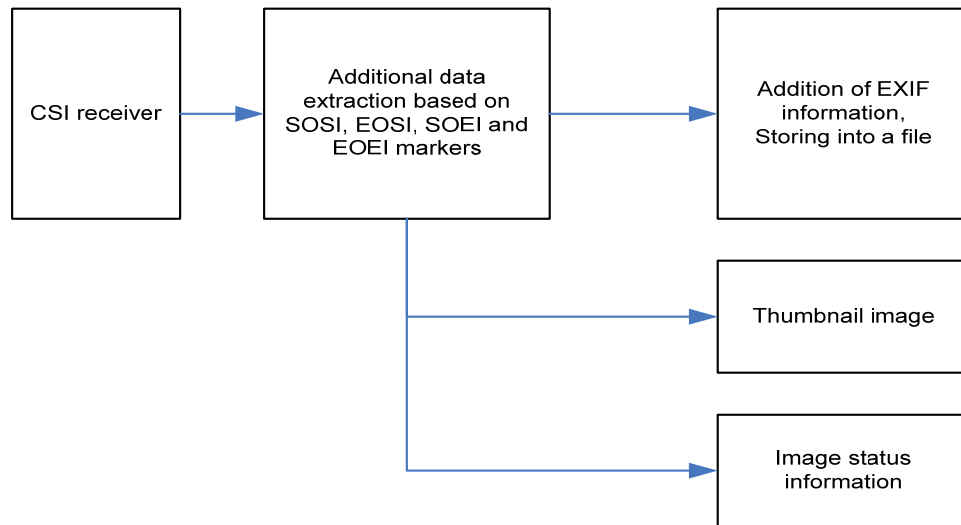 CSI receiver
Additional data
extraction based on
SOSI, EOSI, SOEI and
EOEI markers
Addition of EXIF
information,
Storing into a file
Thumbnail image
Image status
information